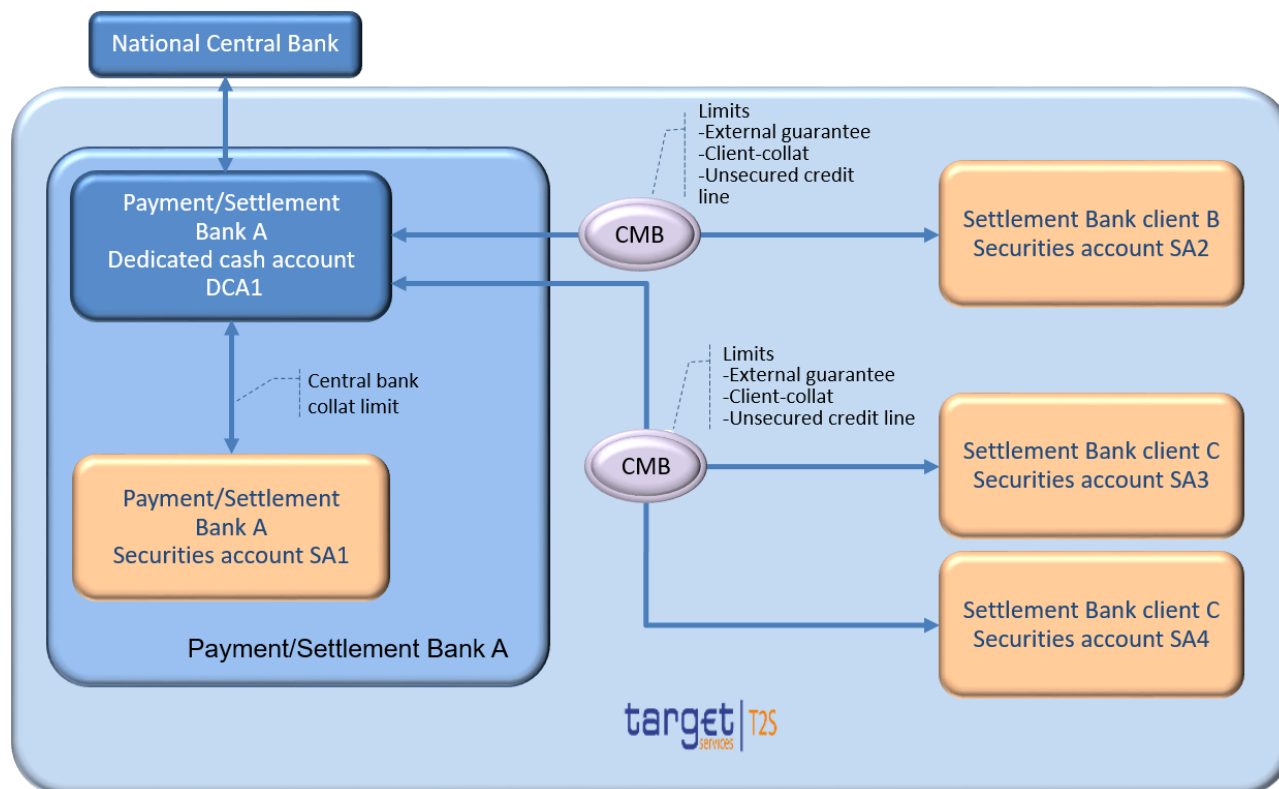 National Central Bank
Limits
-External guarantee
-Client-collat
-Unsecured credit
line
Payment/Settlement
Bank A
Dedicated cash account
DCA1
CMB
Settlement Bank client B
Securities account SA2
Limits
-External guarantee
-Client-collat
-Unsecured credit line
Central bank
collat limit
CMB
Settlement Bank client C
Securities account SA3
Payment/Settlement
Bank A
Securities account SA1
Settlement Bank client C
Securities account SA4
Payment/Settlement Bank A
target T2S
services